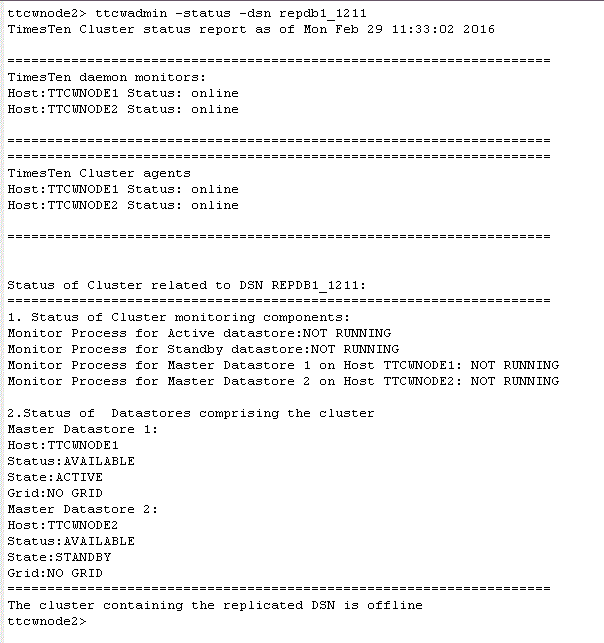 ttcwnode2> ttcwadmin -status -dsn repdb1_1211
TimesTen Cluster status report as of Mon Feb 29 11:33:02 2016
====================================================================
TimesTen daemon monitors:
Host:TTCWNODE1 Status: online
Host:TTCWNODE2 Status: online
====================================================================
====================================================================
TimesTen Cluster agents
Host:TTCWNODE1 Status: online
Host:TTCWNODE2 Status: online
====================================================================
Status of Cluster related to DSN REPDB1_1211:
====================================================================
1. Status of Cluster monitoring components:
Monitor Process for Active datastore:NOT RUNNING
Monitor Process for Standby datastore:NOT RUNNING
Monitor Process for Master Datastore 1 on Host TTCWNODE1: NOT RUNNING
Monitor Process for Master Datastore 2 on Host TTCWNODE2: NOT RUNNING
2.Status of  Datastores comprising the cluster
Master Datastore 1:
Host:TTCWNODE1
Status:AVAILABLE
State:ACTIVE
Grid:NO GRID
Master Datastore 2:
Host:TTCWNODE2
Status:AVAILABLE
State:STANDBY
Grid:NO GRID
====================================================================
The cluster containing the replicated DSN is offline
ttcwnode2>